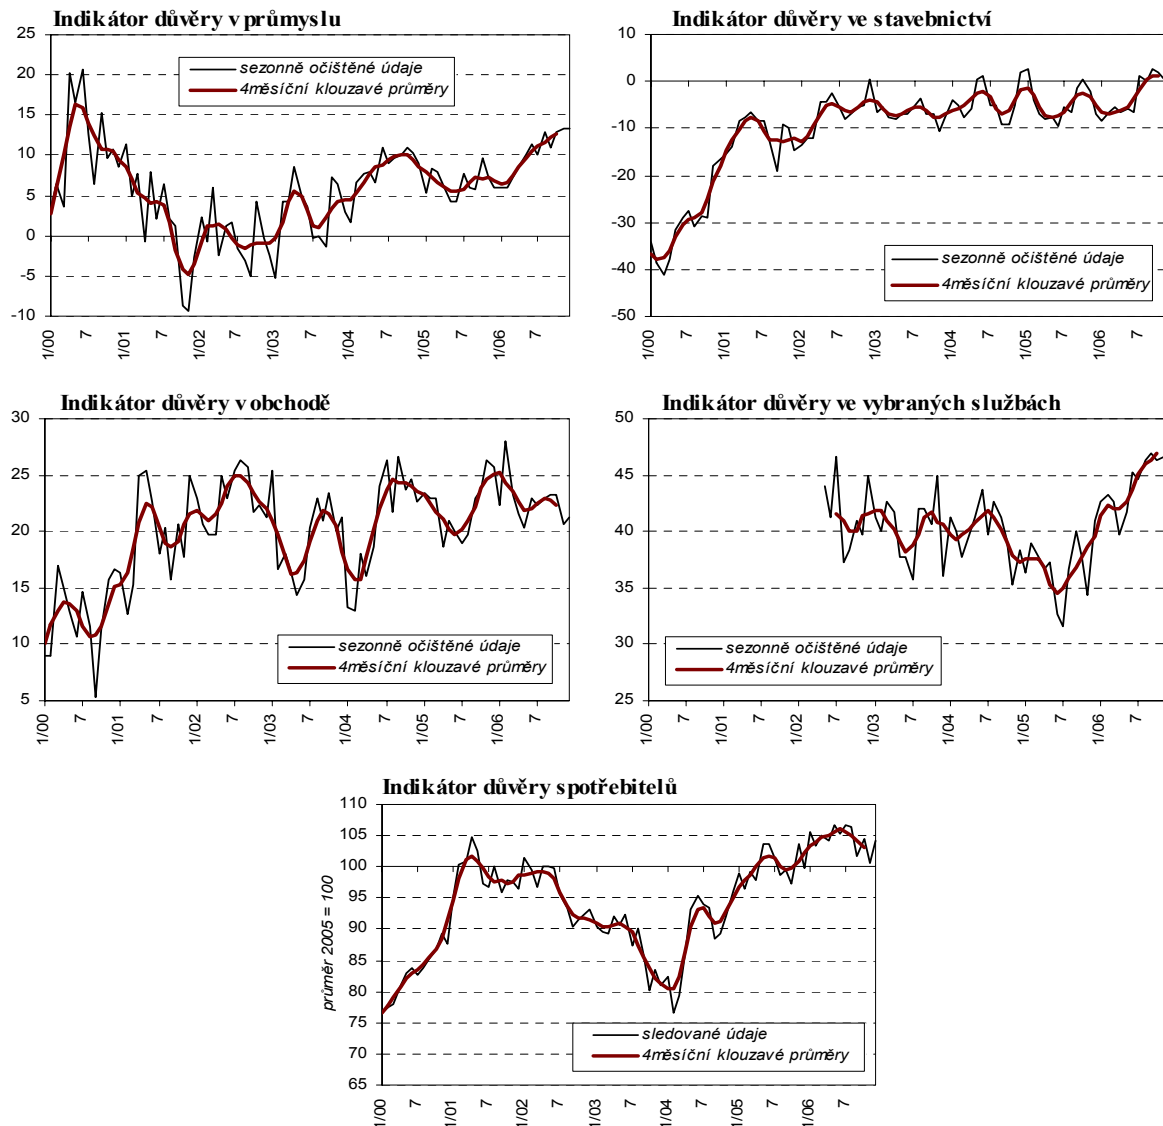 Indikátor důvěry v průmyslu
25
20
15
10
5
0
-5
-10
sezonně očištěné údaje
4měsíční klouzavé průměry
1/00 7 1/01 7 1/02 7 1/03 7 1/04 7 1/05 7 1/06 7
Indikátor důvěry ve stavebnictví
10
0
-10
-20
-30
-40
-50
sezonně očištěné údaje
4měsíční klouzavé průměry
1/00 7 1/01 7 1/02 7 1/03 7 1/04 7 1/05 7 1/06 7
Indikátor důvěry v obchodě
30
25
20
15
10
5
sezonně očištěné údaje
4měsíční klouzavé průměry
1/00 7 1/01 7 1/02 7 1/03 7 1/04 7 1/05 7 1/06 7
Indikátor důvěry ve vybraných službách
50
45
40
35
30
25
sezonně očištěné údaje
4měsíční klouzavé průměry
1/00 7 1/01 7 1/02 7 1/03 7 1/04 7 1/05 7 1/06 7
Indikátor důvěry spotřebitelů
průměr 2005 = 100
110
105
100
95
90
85
80
75
70
65
sledované údaje
4měsíční klouzavé průměry
1/00 7 1/01 7 1/02 7 1/03 7 1/04 7 1/05 7 1/06 7